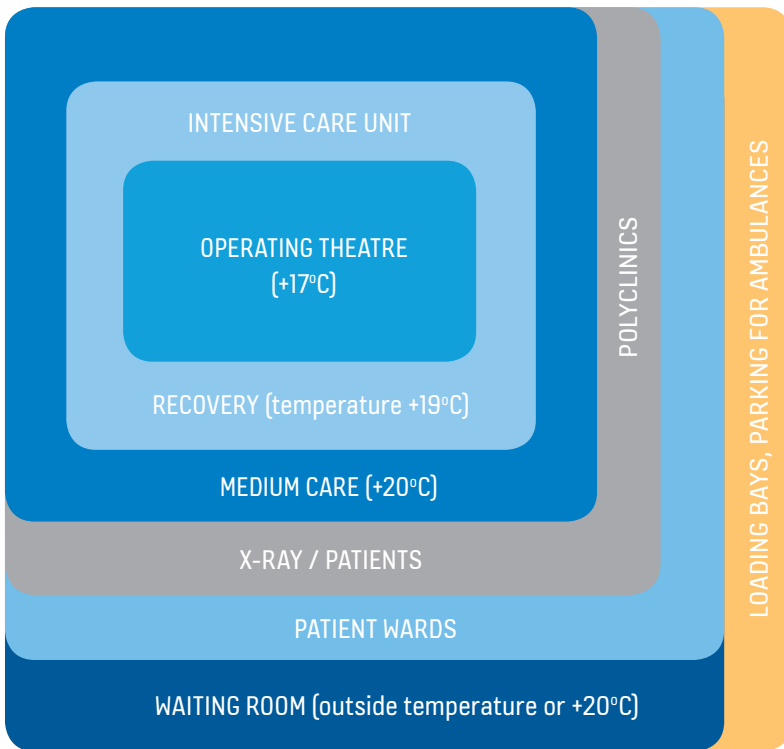 INTENSIVE CARE UNIT
OPERATING THEATRE
(+17°C)
RECOVERY (temperature +19°C)
MEDIUM CARE (+20°C)
X-RAY / PATIENTS
PATIENT WARDS
WAITING ROOM (outside temperature or +20°C)
POLYCLINICS
LOADING BAYS, PARKING FOR AMBULANCES